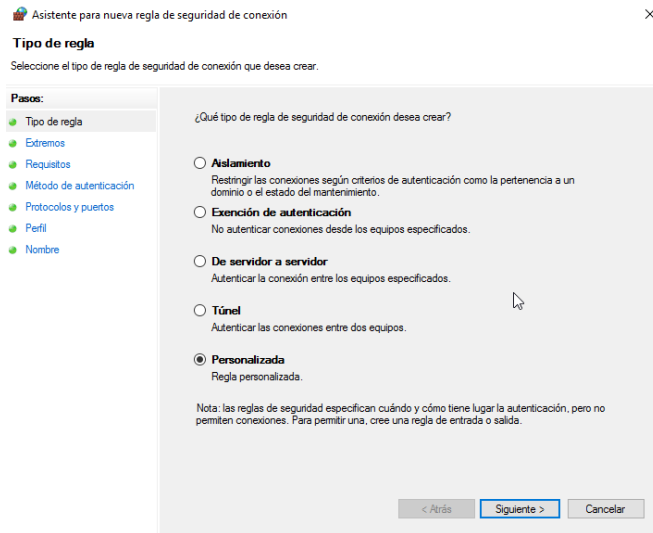 Asistente para nueva regla de seguridad de conexión
Tipo de regla
Seleccione el tipo de regla de seguridad de conexión que desea crear.
Pasos:
Tipo de regla
Extremos
Requisitos
Método de autenticación
Protocolos y puertos
Perfil
Nombre
¿Qué tipo de regla de seguridad de conexión desea crear?
Aislamiento
Restringir las conexiones según criterios de autenticación como la pertenencia a un
dominio o el estado del mantenimiento.
Exención de autenticación
No autenticar conexiones desde los equipos especificados.
De servidor a servidor
Autenticar la conexión entre los equipos especificados.
Túnel
Autenticar las conexiones entre dos equipos.
Personalizada
Regla personalizada.
Nota: las reglas de seguridad especifican cuándo y cómo tiene lugar la autenticación, pero no
permiten conexiones. Para permitir una, cree una regla de entrada o salida.
< Atrás
Siguiente >
Cancelar